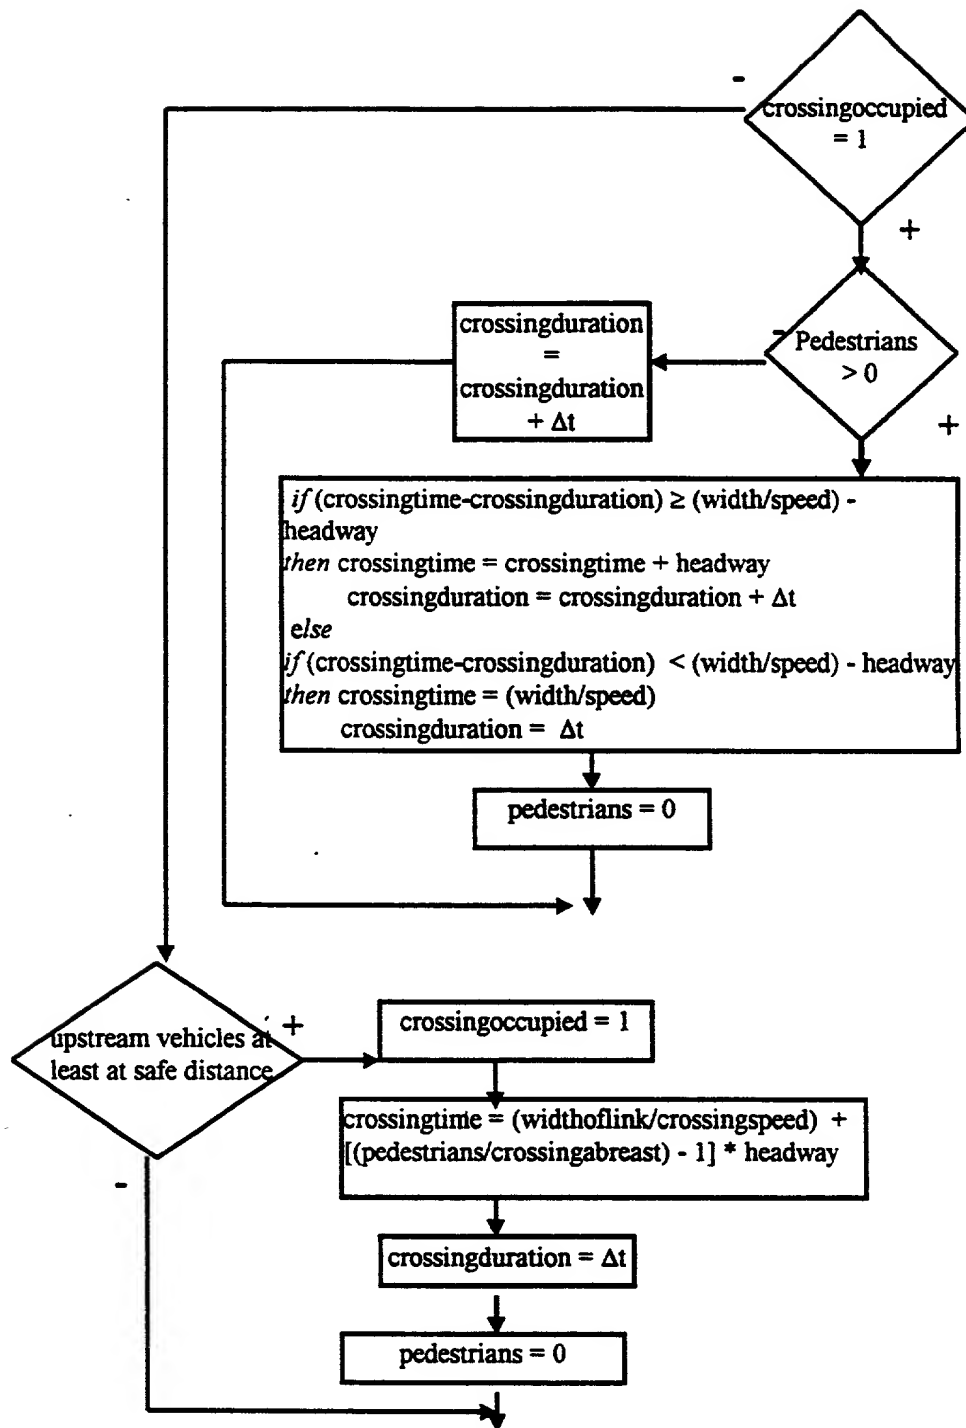 -
crossingoccupied
= 1
+
crossingduration
=
crossingduration
+ Δt
- Pedestrians
> 0
+
if (crossingtime-crossingduration) ≥ (width/speed) -
headway
then crossingtime = crossingtime + headway
crossingduration = crossingduration + Δt
else
if (crossingtime-crossingduration) < (width/speed) - headway
then crossingtime = (width/speed)
crossingduration = Δt
pedestrians = 0
upstream vehicles at
least at safe distance
+
-
crossingoccupied = 1
crossingtime = (widthoflink/crossingspeed) +
[(pedestrians/crossingabreast) - 1] * headway
crossingduration = Δt
pedestrians = 0